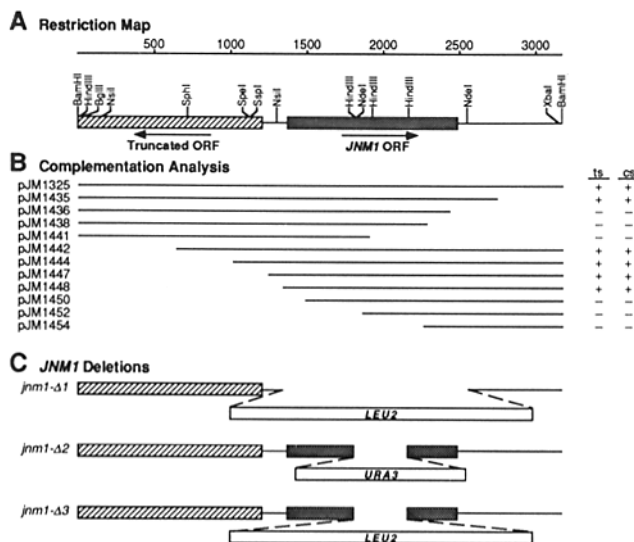 A Restriction Map
500 1000 1500 2000 2500 3000
BamHI HindIII BglII NsiI SphI SpeI SspI NsiI HindIII NdeI HindIII HindIII NdeI XbaI BamHI
Truncated ORF JNM1 ORF
B Complementation Analysis ts cs
pJM1325 + +
pJM1435 + +
pJM1436 – –
pJM1438 – –
pJM1441 – –
pJM1442 + +
pJM1444 + +
pJM1447 + +
pJM1448 + +
pJM1450 – –
pJM1452 – –
pJM1454 – –
C JNM1 Deletions
jnm1-Δ1
LEU2
jnm1-Δ2
URA3
jnm1-Δ3
LEU2